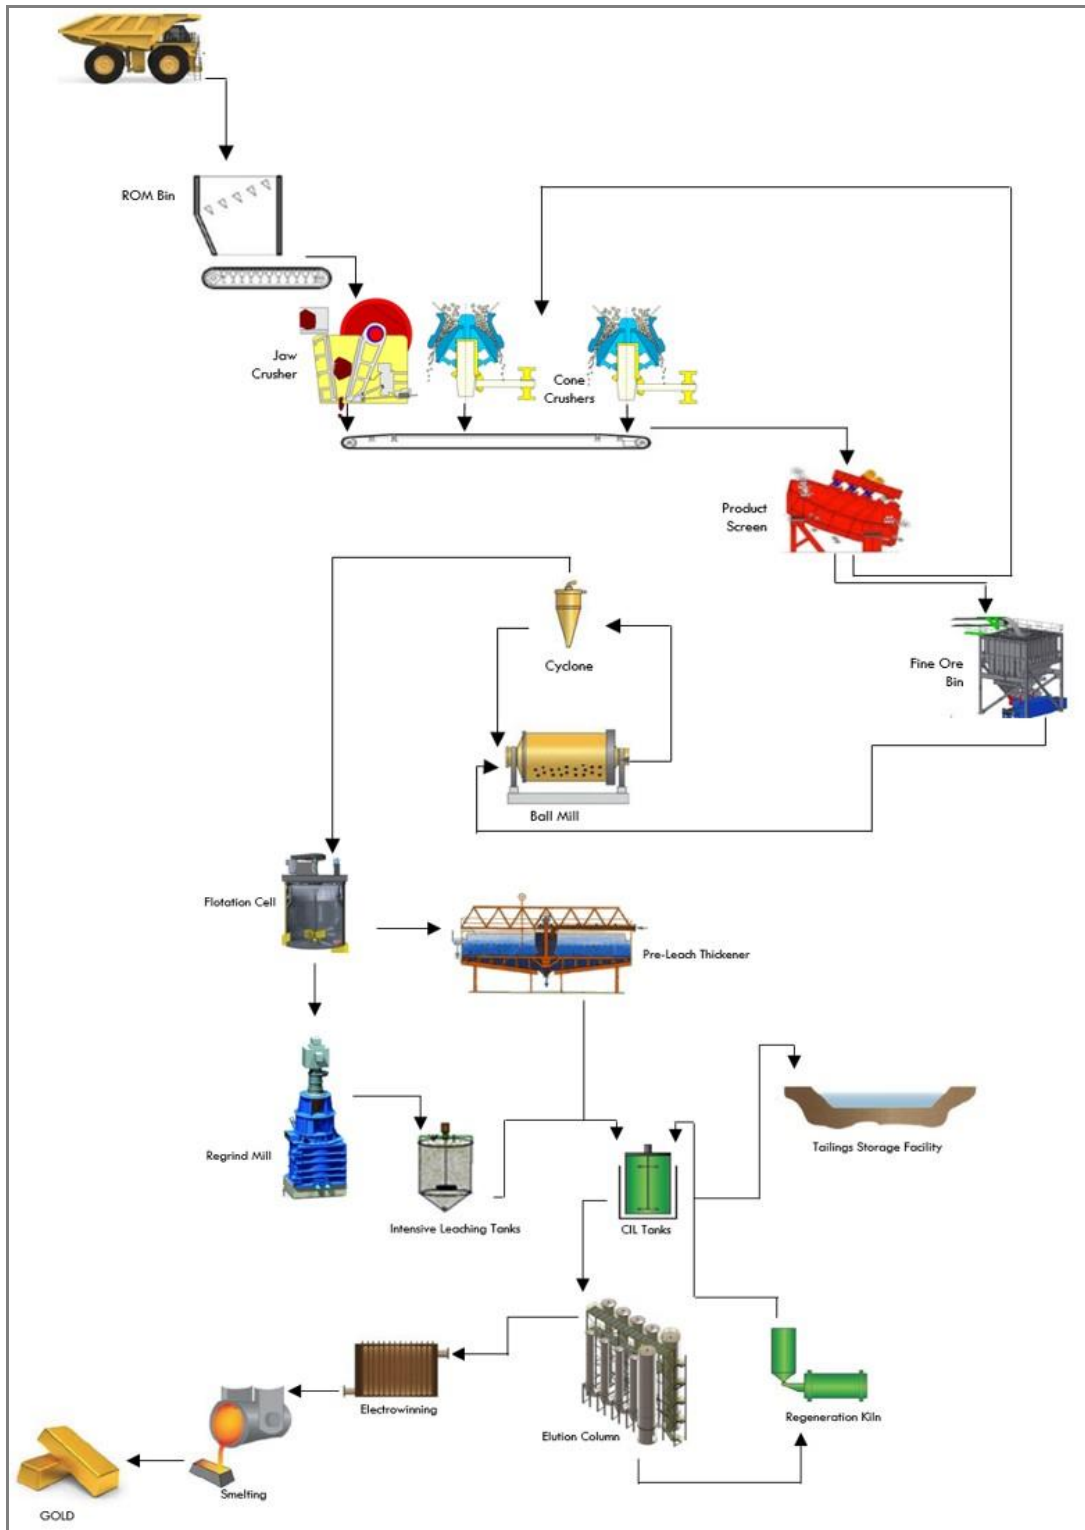 ROM Bin
Jaw
Crusher
Cone
Crushers
Product
Screen
Cyclone
Fine Ore
Bin
Ball Mill
Flotation Cell
Pre-Leach Thickener
Regrind Mill
Intensive Leaching Tanks
CIL Tanks
Tailings Storage Facility
Electrowinning
Elution Column
Regeneration Kiln
Smelting
GOLD